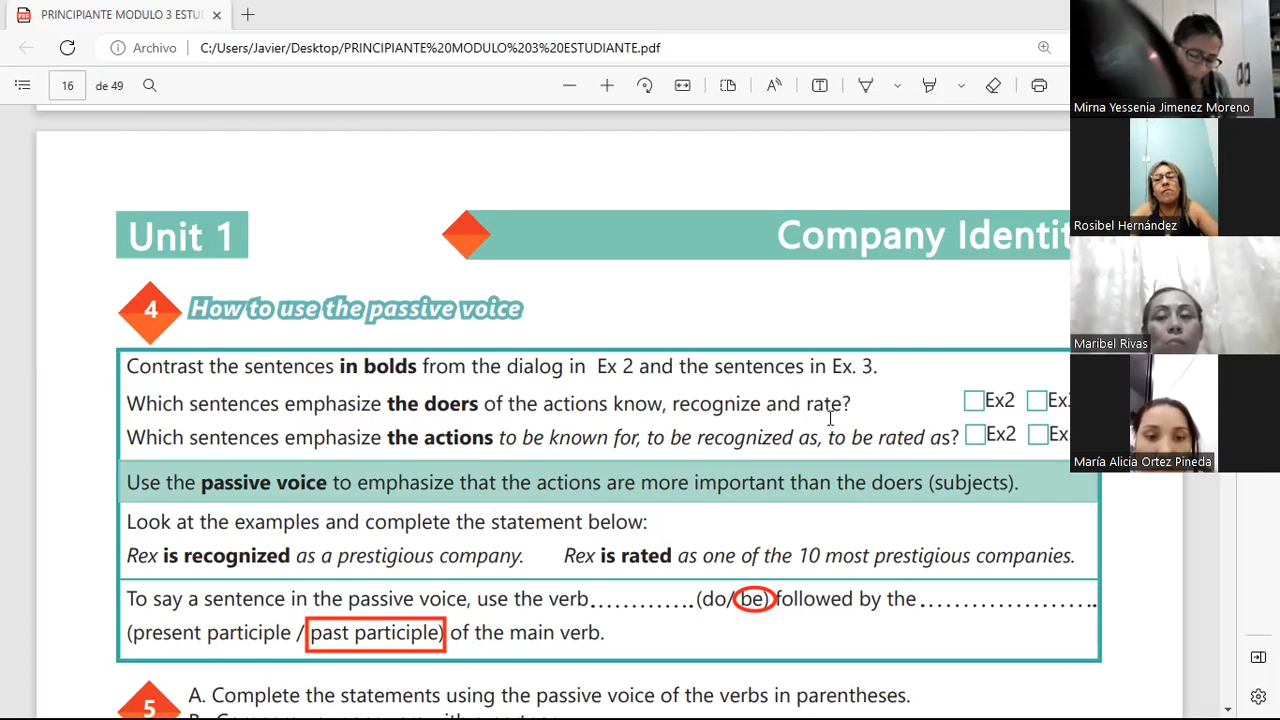 PRINCIPIANTE MODULO 3 ESTU
Archivo
C:/Users/Javier/Desktop/PRINCIPIANTE%20MODULO%203%20ESTUDIANTE.pdf
16
de 49
Unit 1
Company Identit
4
How to use the passive voice
Contrast the sentences in bolds from the dialog in Ex 2 and the sentences in Ex. 3.
Which sentences emphasize the doers of the actions know, recognize and rate? Ex2 Ex3
Which sentences emphasize the actions to be known for, to be recognized as, to be rated as? Ex2 Ex
Use the passive voice to emphasize that the actions are more important than the doers (subjects).
Look at the examples and complete the statement below:
Rex is recognized as a prestigious company. Rex is rated as one of the 10 most prestigious companies.
To say a sentence in the passive voice, use the verb............. (do/ be) followed by the ......................
(present participle / past participle) of the main verb.
5
A. Complete the statements using the passive voice of the verbs in parentheses.
Mirna Yessenia Jimenez Moreno
Rosibel Hernández
Maribel Rivas
María Alicia Ortez Pineda